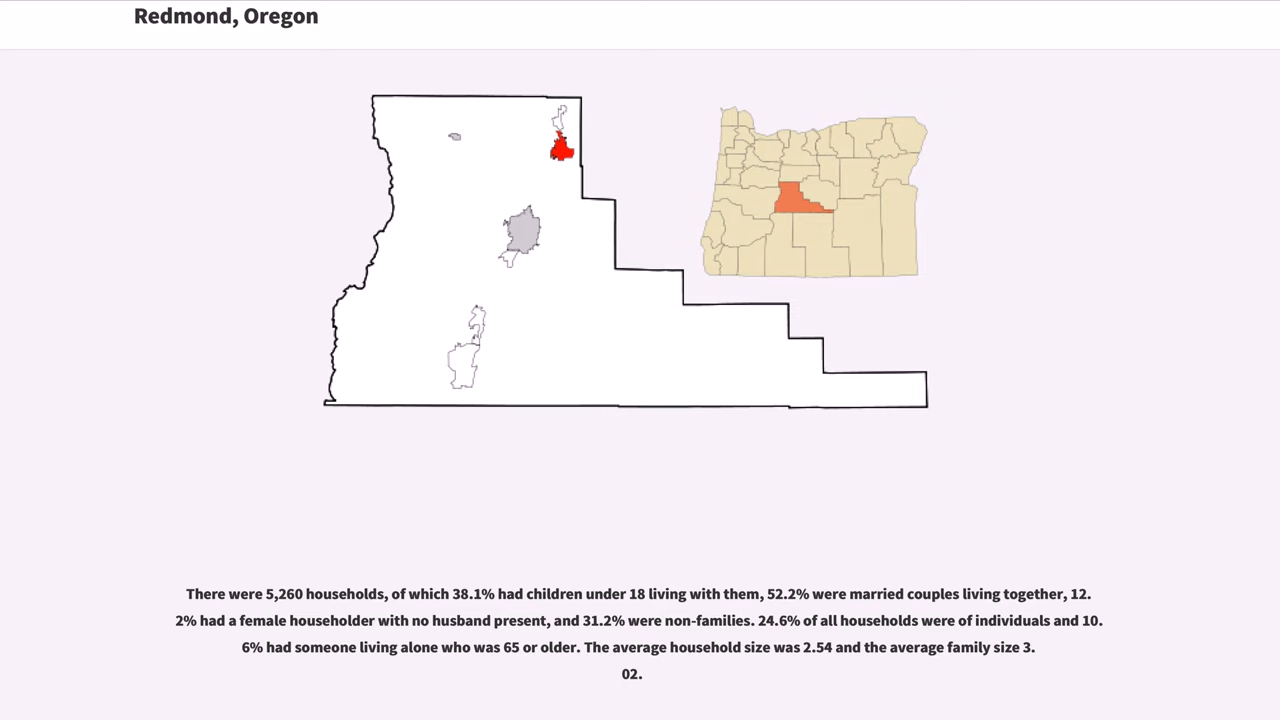 Redmond, Oregon
There were 5,260 households, of which 38.1% had children under 18 living with them, 52.2% were married couples living together, 12.
2% had a female householder with no husband present, and 31.2% were non-families. 24.6% of all households were of individuals and 10.
6% had someone living alone who was 65 or older. The average household size was 2.54 and the average family size 3.
02.